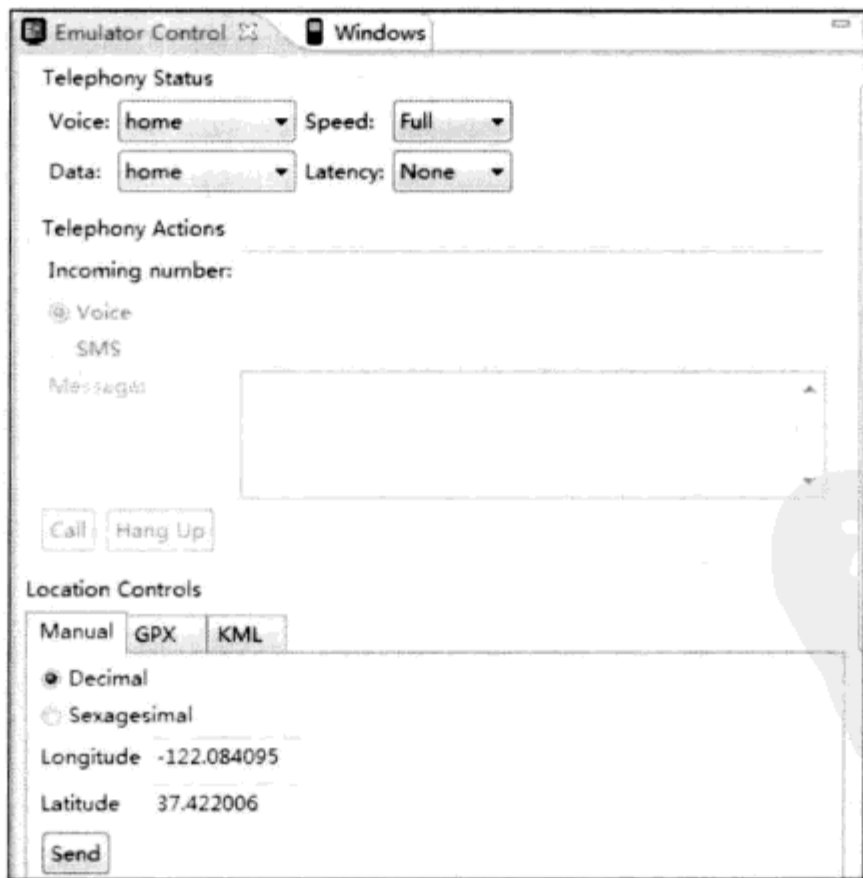 Emulator Control Windows
Telephony Status
Voice: home Speed: Full
Data: home Latency: None
Telephony Actions
Incoming number:
Voice
SMS
Message:
Call Hang Up
Location Controls
Manual GPX KML
Decimal
Sexagesimal
Longitude -122.084095
Latitude 37.422006
Send